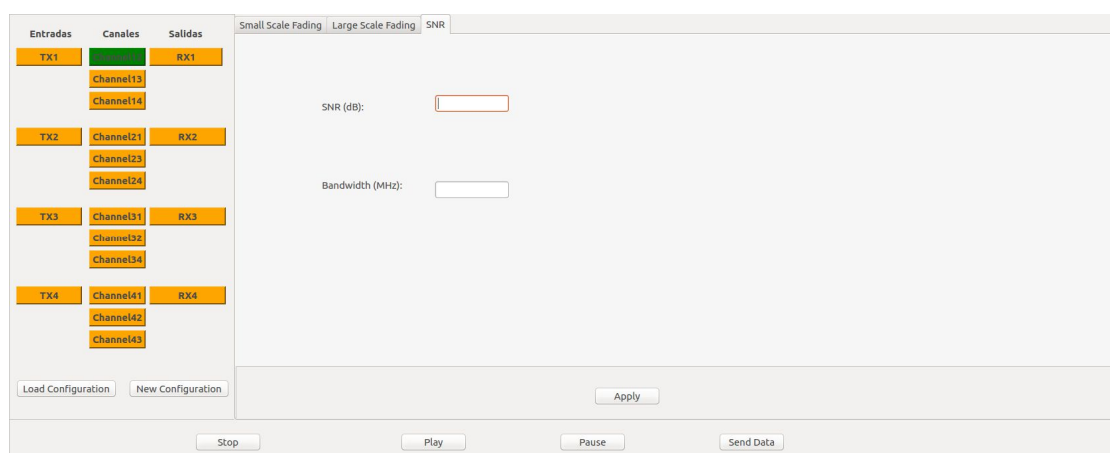 Entradas Canales Salidas
TX1 RX1
Channel13
Channel14
TX2 Channel21 RX2
Channel23
Channel24
TX3 Channel31 RX3
Channel32
Channel34
TX4 Channel41 RX4
Channel42
Channel43
Load Configuration New Configuration
Small Scale Fading Large Scale Fading SNR
SNR (dB):
Bandwidth (MHz):
Apply
Stop Play Pause Send Data